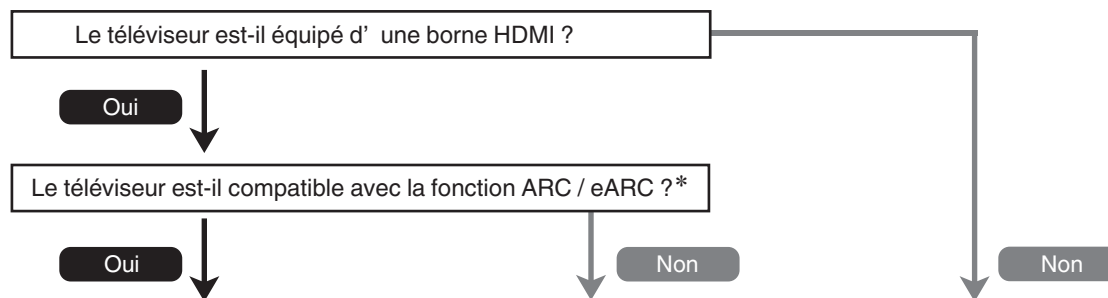 Le téléviseur est-il équipé d’ une borne HDMI ?
Oui
Le téléviseur est-il compatible avec la fonction ARC / eARC ?*
Oui
Non
Non